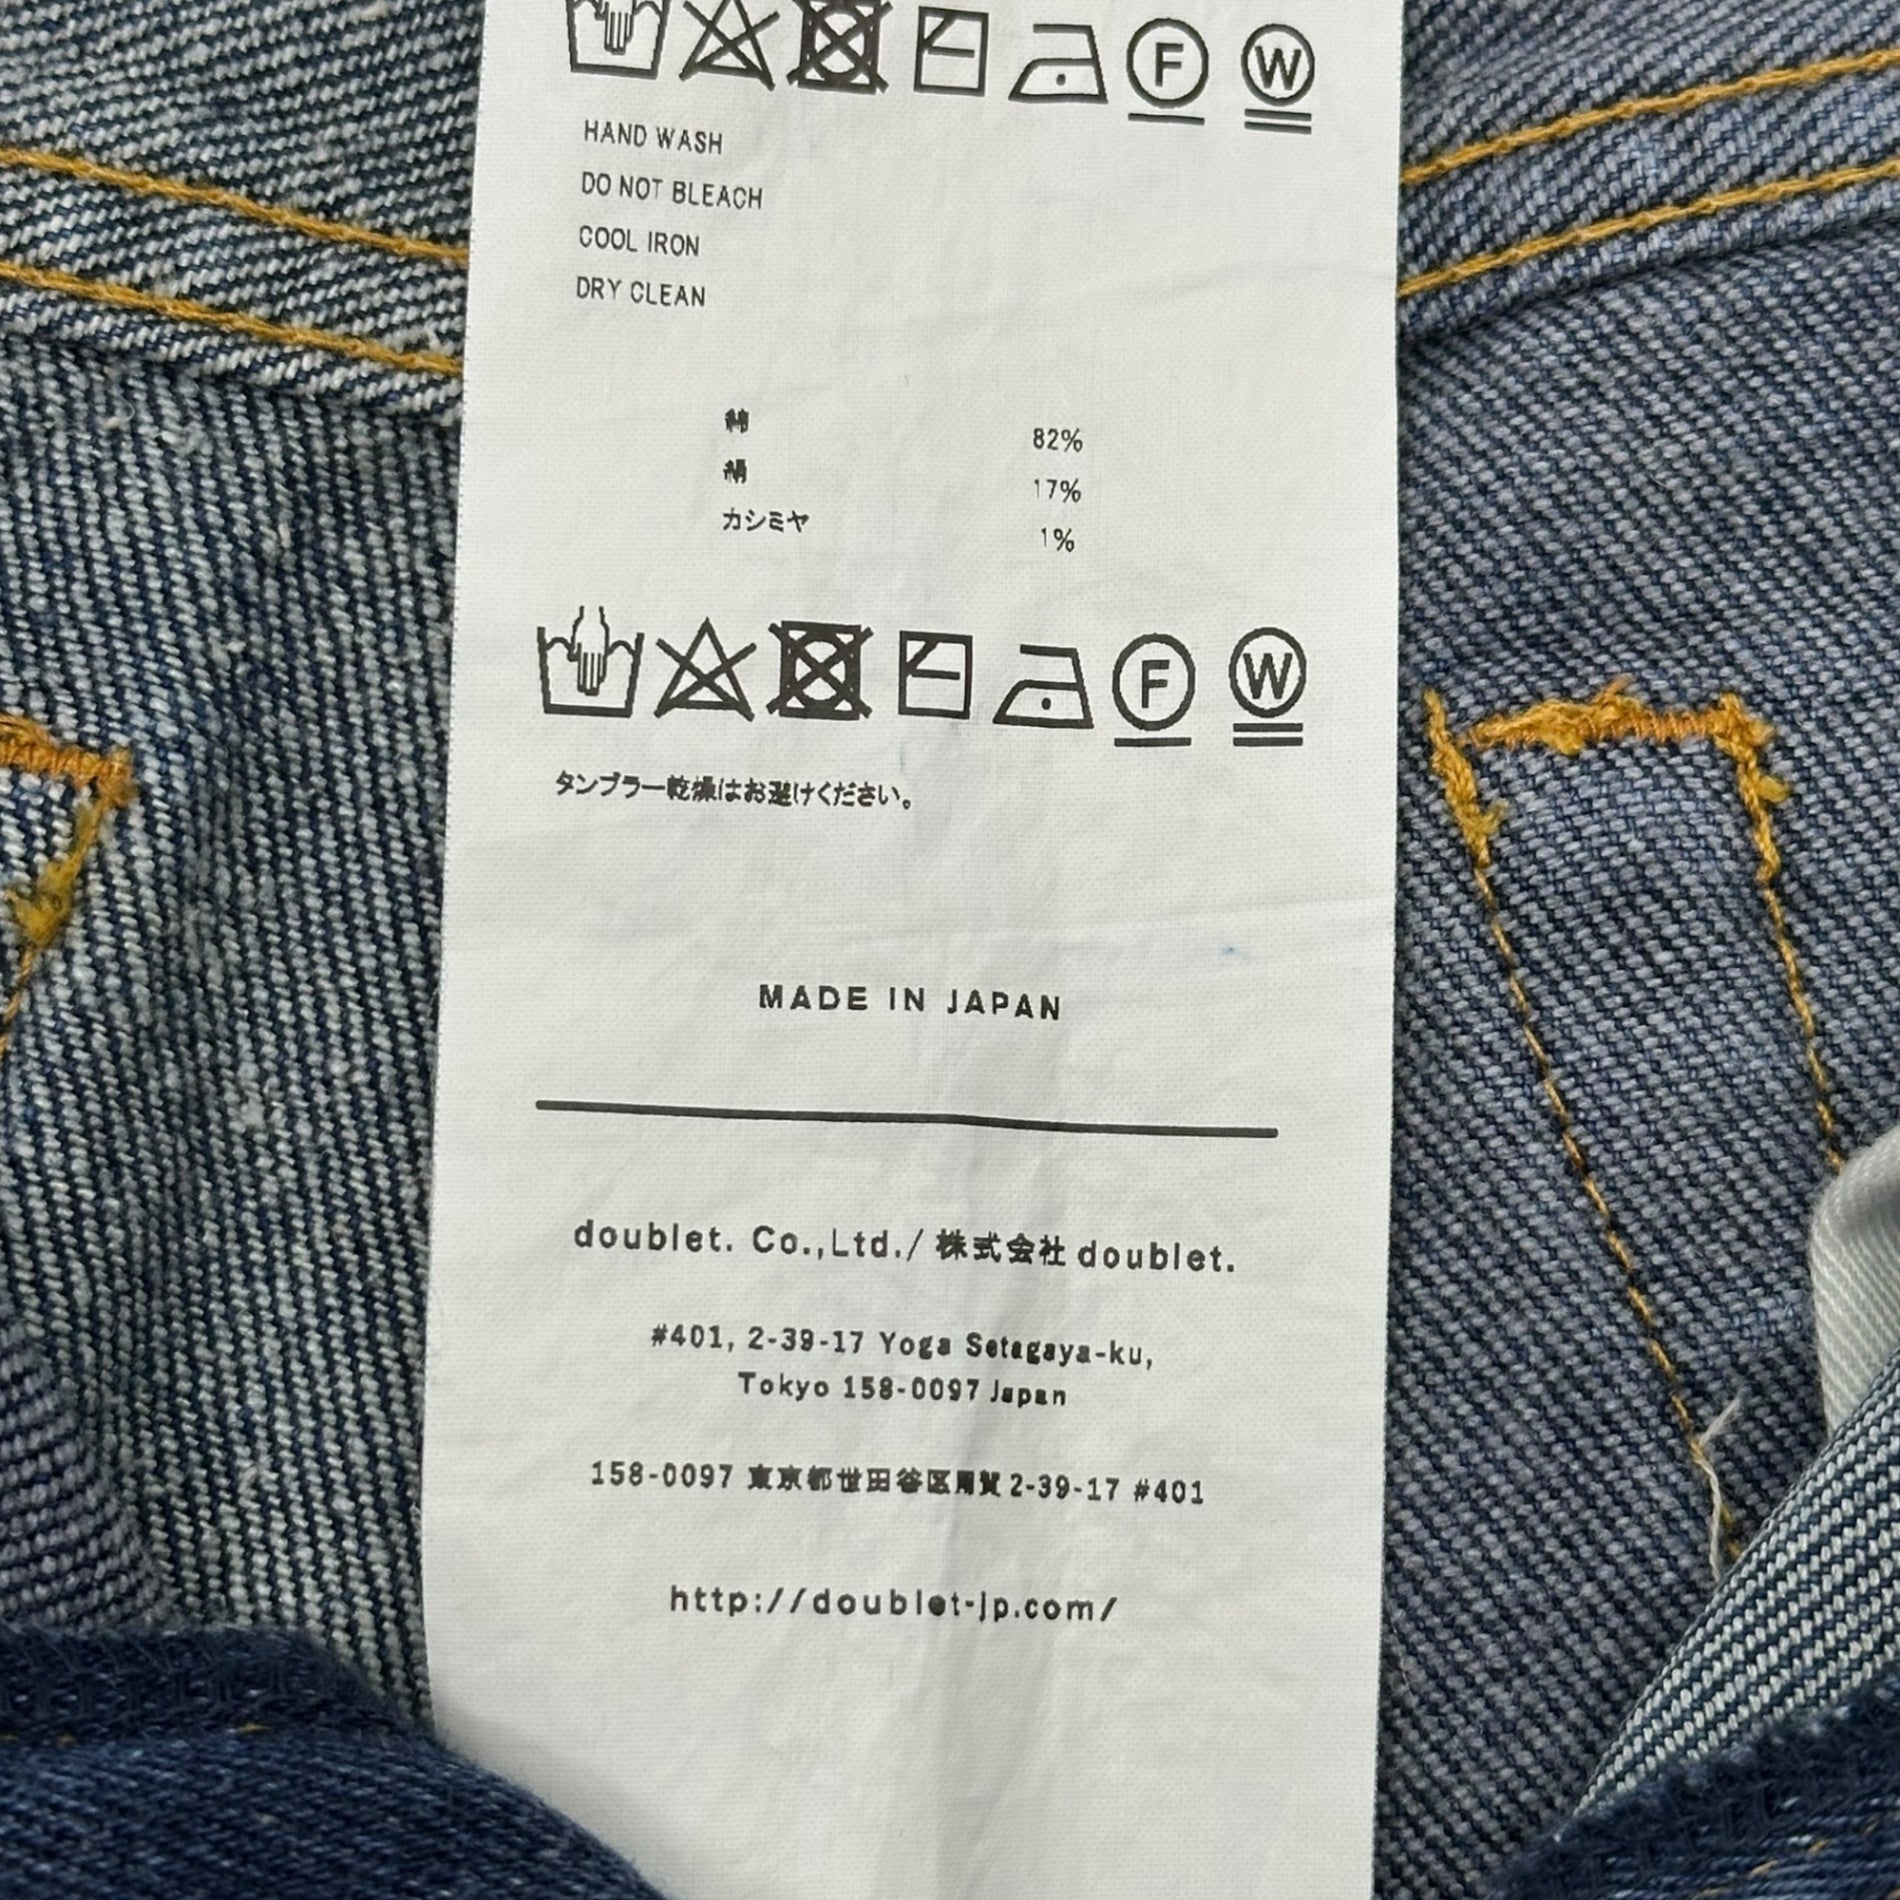 F W
HAND WASH
DO NOT BLEACH
COOL IRON
DRY CLEAN
綿 82%
絹 17%
カシミヤ 1%
F W
タンブラー乾燥はお避けください。
MADE IN JAPAN
doublet. Co.,Ltd./ 株式会社 doublet.
#401, 2-39-17 Yoga Setagaya-ku,
Tokyo 158-0097 Japan
158-0097 東京都世田谷区用賀 2-39-17 #401
http://doublet-jp.com/